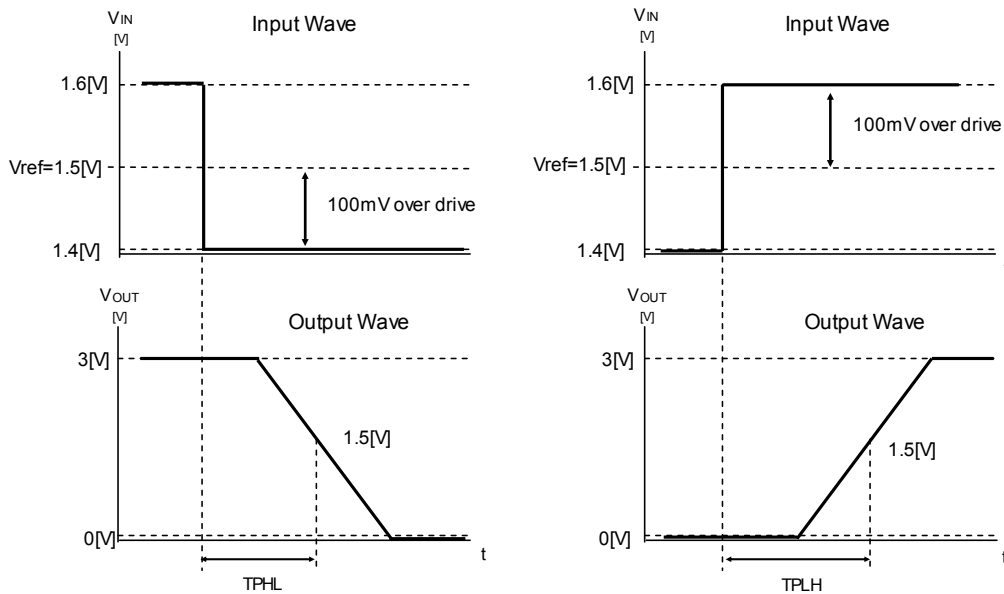 VIN
[V]
Input Wave
1.6[V]
Vref=1.5[V]
100mV over drive
1.4[V]
VOUT
[V]
Output Wave
3[V]
1.5[V]
0[V]
t
TPHL
VIN
[V]
Input Wave
1.6[V]
100mV over drive
Vref=1.5[V]
1.4[V]
VOUT
[V]
Output Wave
3[V]
1.5[V]
0[V]
t
TPLH